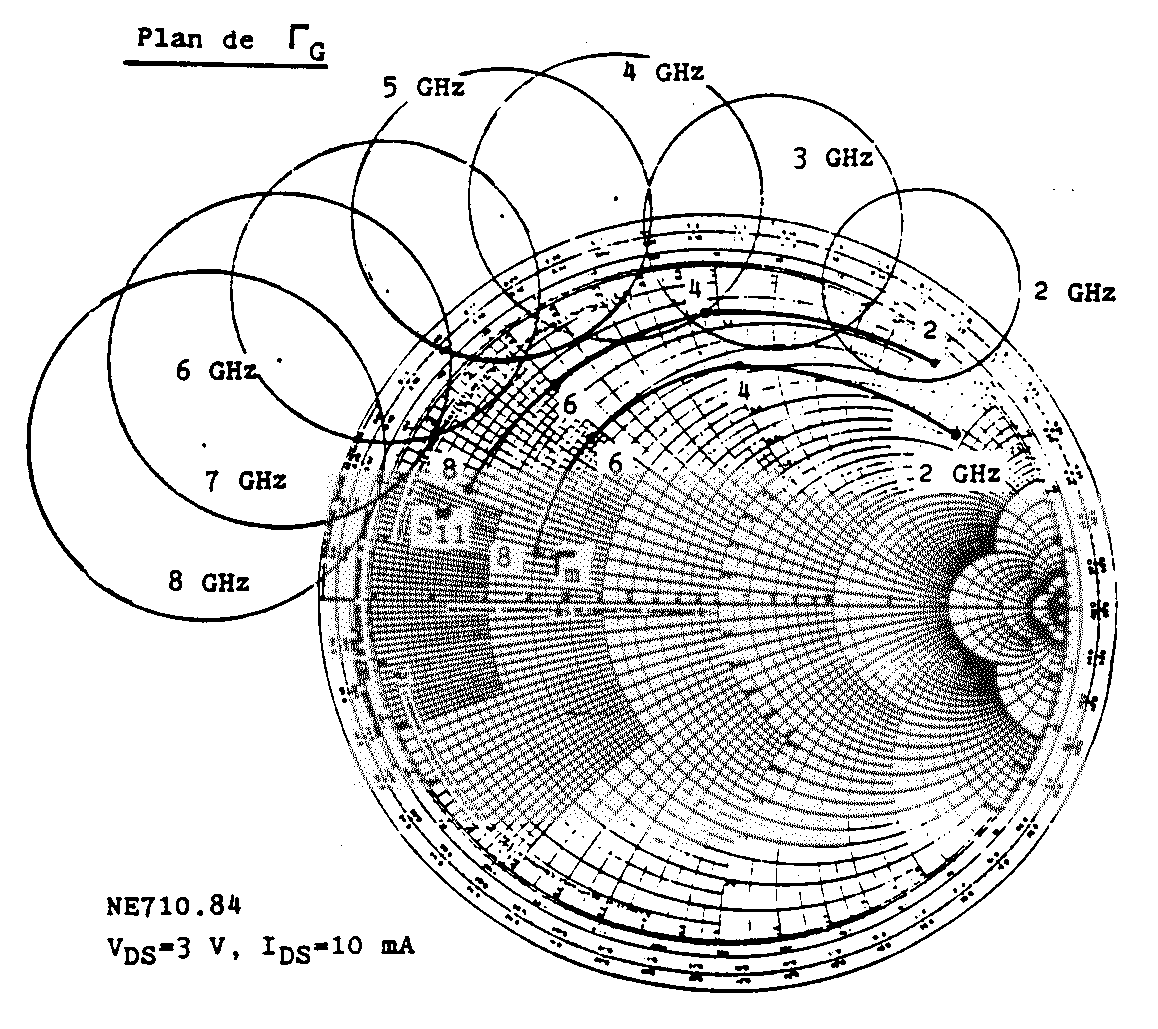 Plan de Γ_G
5 GHz
4 GHz
3 GHz
2 GHz
4
2
6 GHz
6
4
8
6
2 GHz
7 GHz
S11
8
Γm
8 GHz
NE710.84
V_DS=3 V, I_DS=10 mA